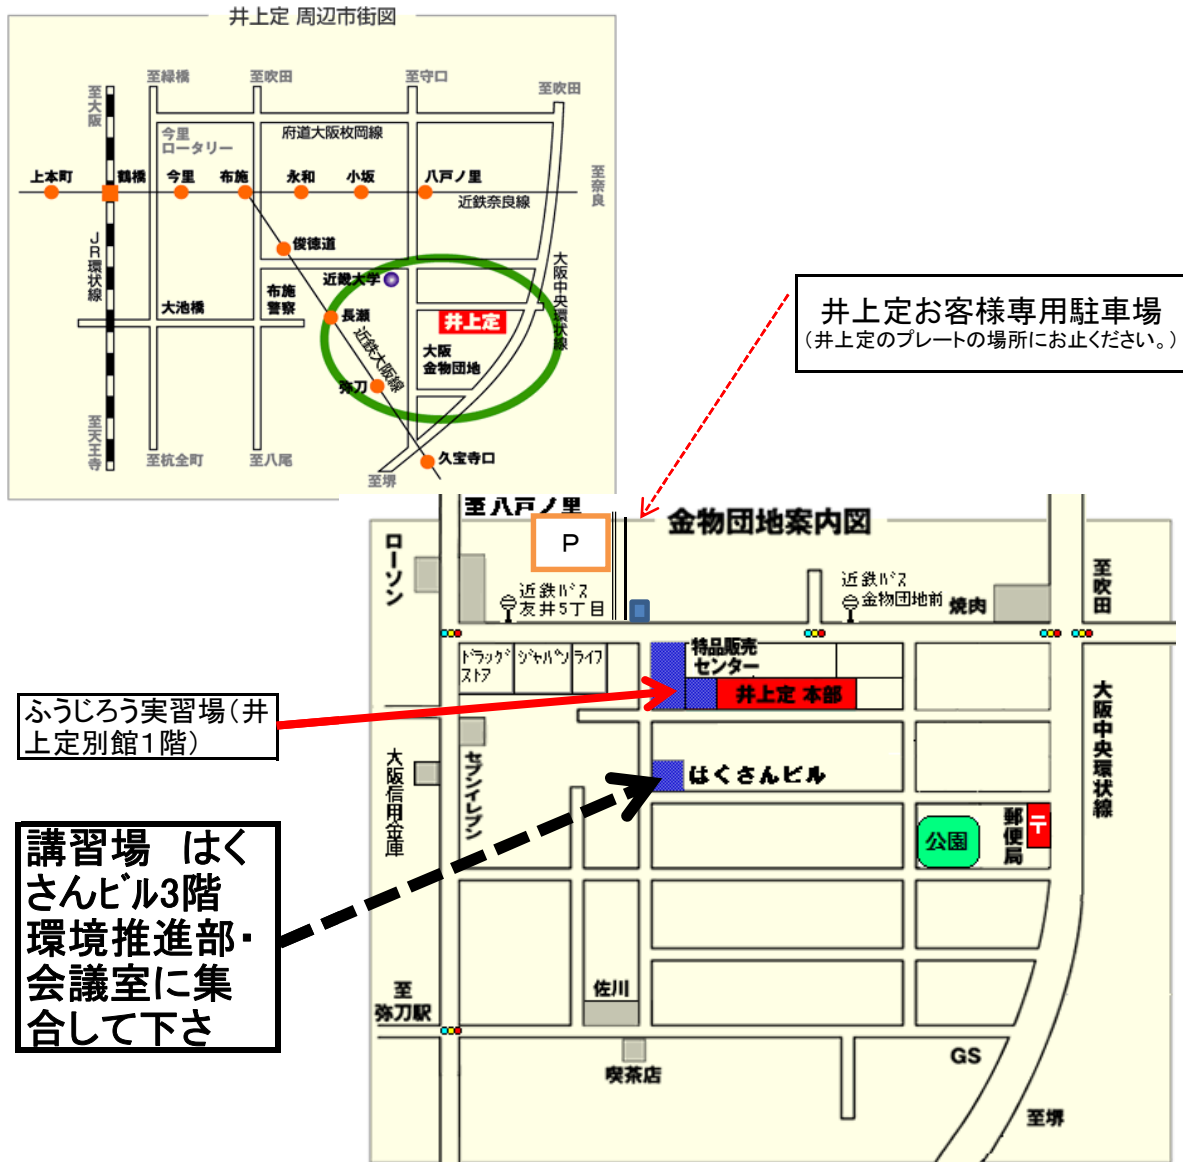 井上定 周辺市街図
至緑橋
至吹田
至守口
至吹田
至大阪
今里
ロータリー
府道大阪枚岡線
至奈良
上本町
鶴橋
今里
布施
永和
小坂
八戸ノ里
近鉄奈良線
JR環状線
俊徳道
大阪中央環状線
近畿大学
大池橋
布施
警察
長瀬
井上定
近鉄大阪線
大阪
金物団地
弥刀
至天王寺
至杭全町
至八尾
久宝寺口
至堺
井上定お客様専用駐車場
(井上定のプレートの場所にお止ください。)
至八戸ノ里
金物団地案内図
P
ローソン
近鉄バス
友井5丁目
近鉄バス
金物団地前
焼肉
至吹田
ドラッグ
ストア
ジャパン
ライフ
特品販売
センター
井上定 本部
大阪中央環状線
ふうじろう実習場(井
上定別館1階)
セブンイレブン
大阪信用金庫
はくさんビル
公園
郵便局
〒
講習場 はく
さんビル3階
環境推進部・
会議室に集
合して下さ
至
弥刀駅
佐川
喫茶店
GS
至堺